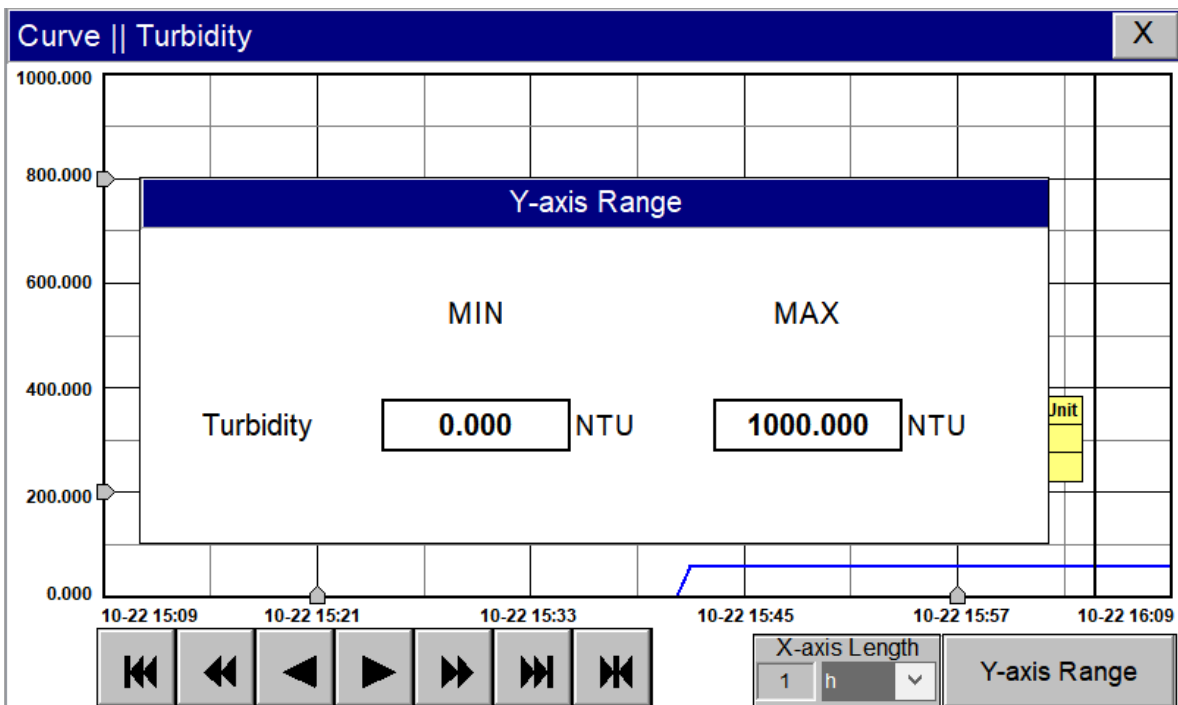 Curve || Turbidity
X
1000.000
800.000
Y-axis Range
600.000
MIN MAX
400.000
Unit
Turbidity 0.000 NTU 1000.000 NTU
200.000
0.000
10-22 15:09 10-22 15:21 10-22 15:33 10-22 15:45 10-22 15:57 10-22 16:09
X-axis Length
1 h
Y-axis Range